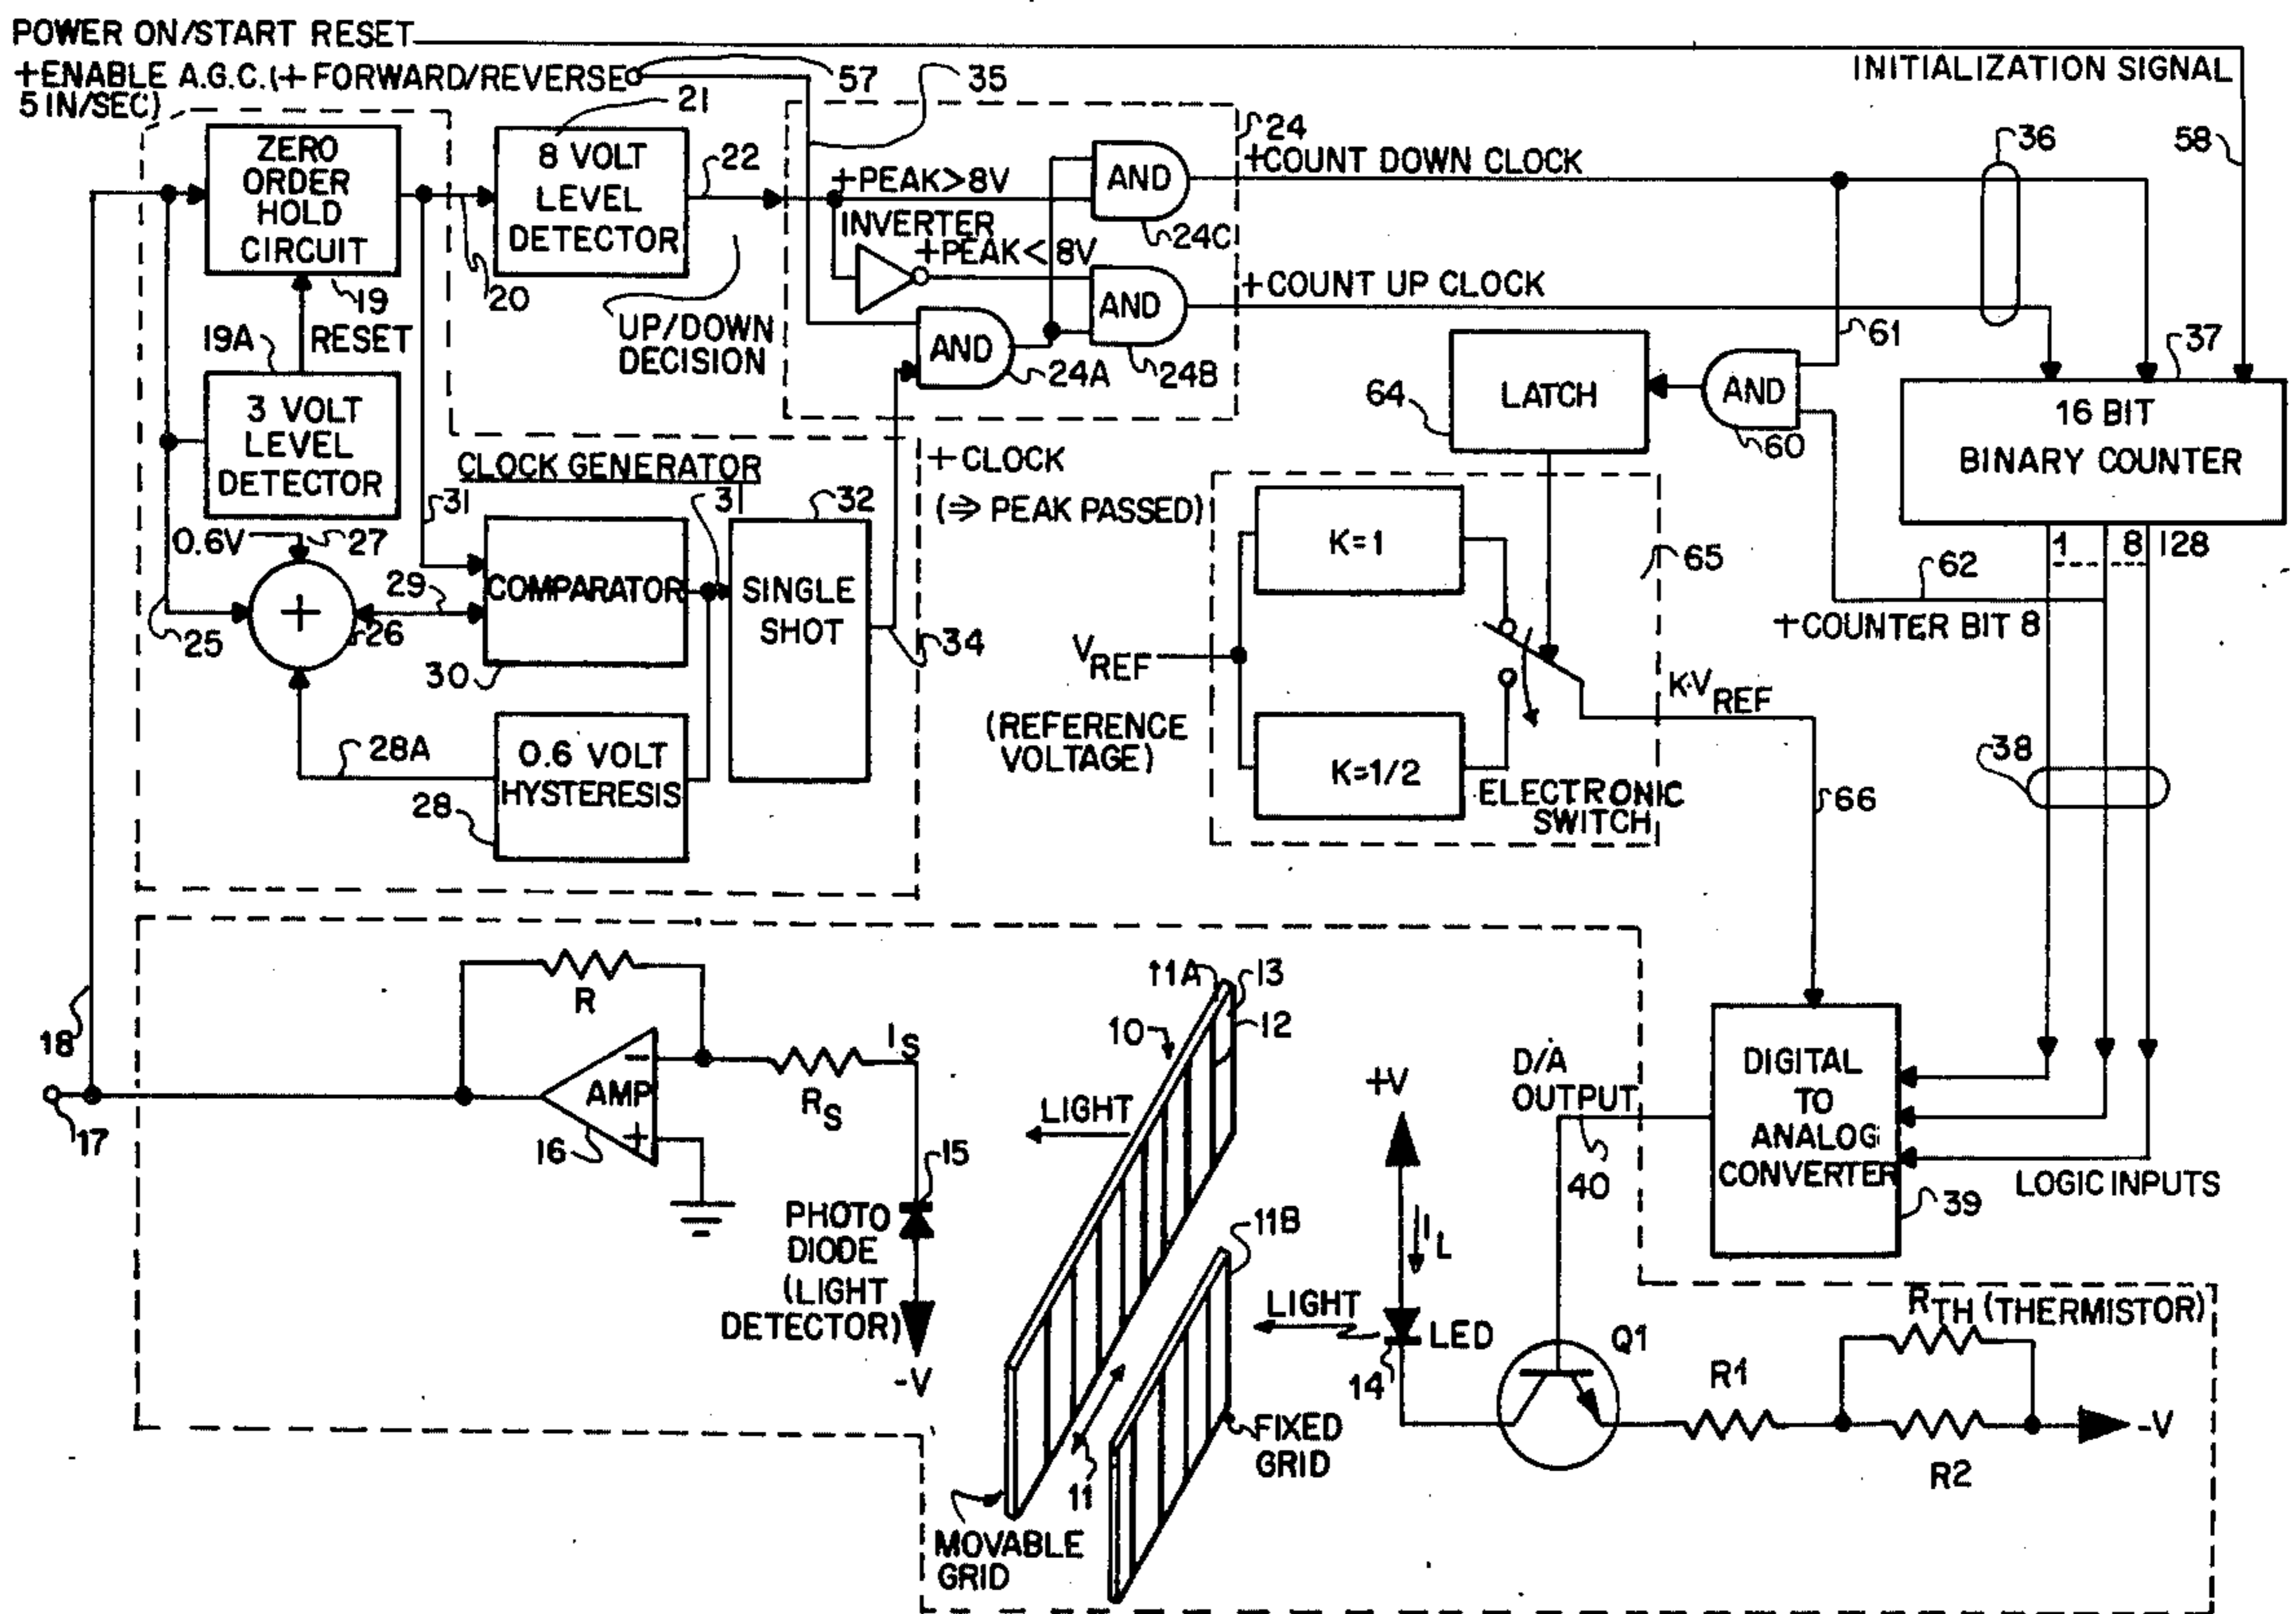 POWER ON/START RESET
INITIALIZATION SIGNAL
+ENABLE A.G.C.(+ FORWARD/REVERSE
5 IN/SEC)
57
35
21
24
36
58
ZERO
ORDER
HOLD
CIRCUIT
19
8 VOLT
LEVEL
DETECTOR
20
22
UP/DOWN
DECISION
+PEAK>8V
INVERTER
+PEAK<8V
AND
24C
AND
24B
AND
24A
+COUNT DOWN CLOCK
+COUNT UP CLOCK
61
37
RESET
19A
3 VOLT
LEVEL
DETECTOR
64
LATCH
AND
60
16 BIT
BINARY COUNTER
1
8
128
CLOCK GENERATOR
+CLOCK
(⇒ PEAK PASSED)
31
31
32
0.6V
27
+
26
25
29
COMPARATOR
30
SINGLE
SHOT
34
28A
0.6 VOLT
HYSTERESIS
28
K=1
65
62
+COUNTER BIT 8
VREF
(REFERENCE
VOLTAGE)
K=1/2
ELECTRONIC
SWITCH
K·VREF
66
38
R
IS
RS
AMP
-
+
16
18
17
15
PHOTO
DIODE
(LIGHT
DETECTOR)
-V
11A
13
12
10
LIGHT
11B
11
FIXED
GRID
MOVABLE
GRID
+V
IL
LIGHT
LED
14
D/A
OUTPUT
40
DIGITAL
TO
ANALOG
CONVERTER
39
LOGIC INPUTS
Q1
R1
RTH (THERMISTOR)
R2
-V